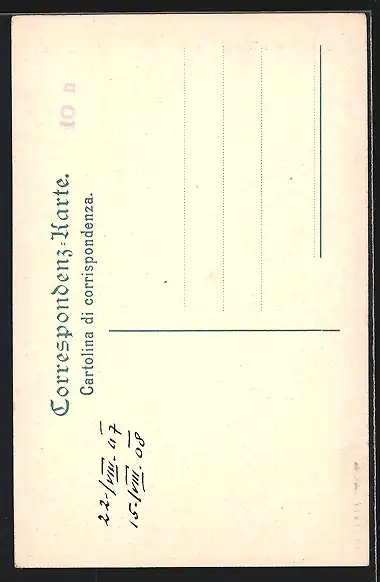 10 n
Correspondenz-Karte.
Cartolina di corrispondenza.
22./VIII. 07
15./VIII. 08